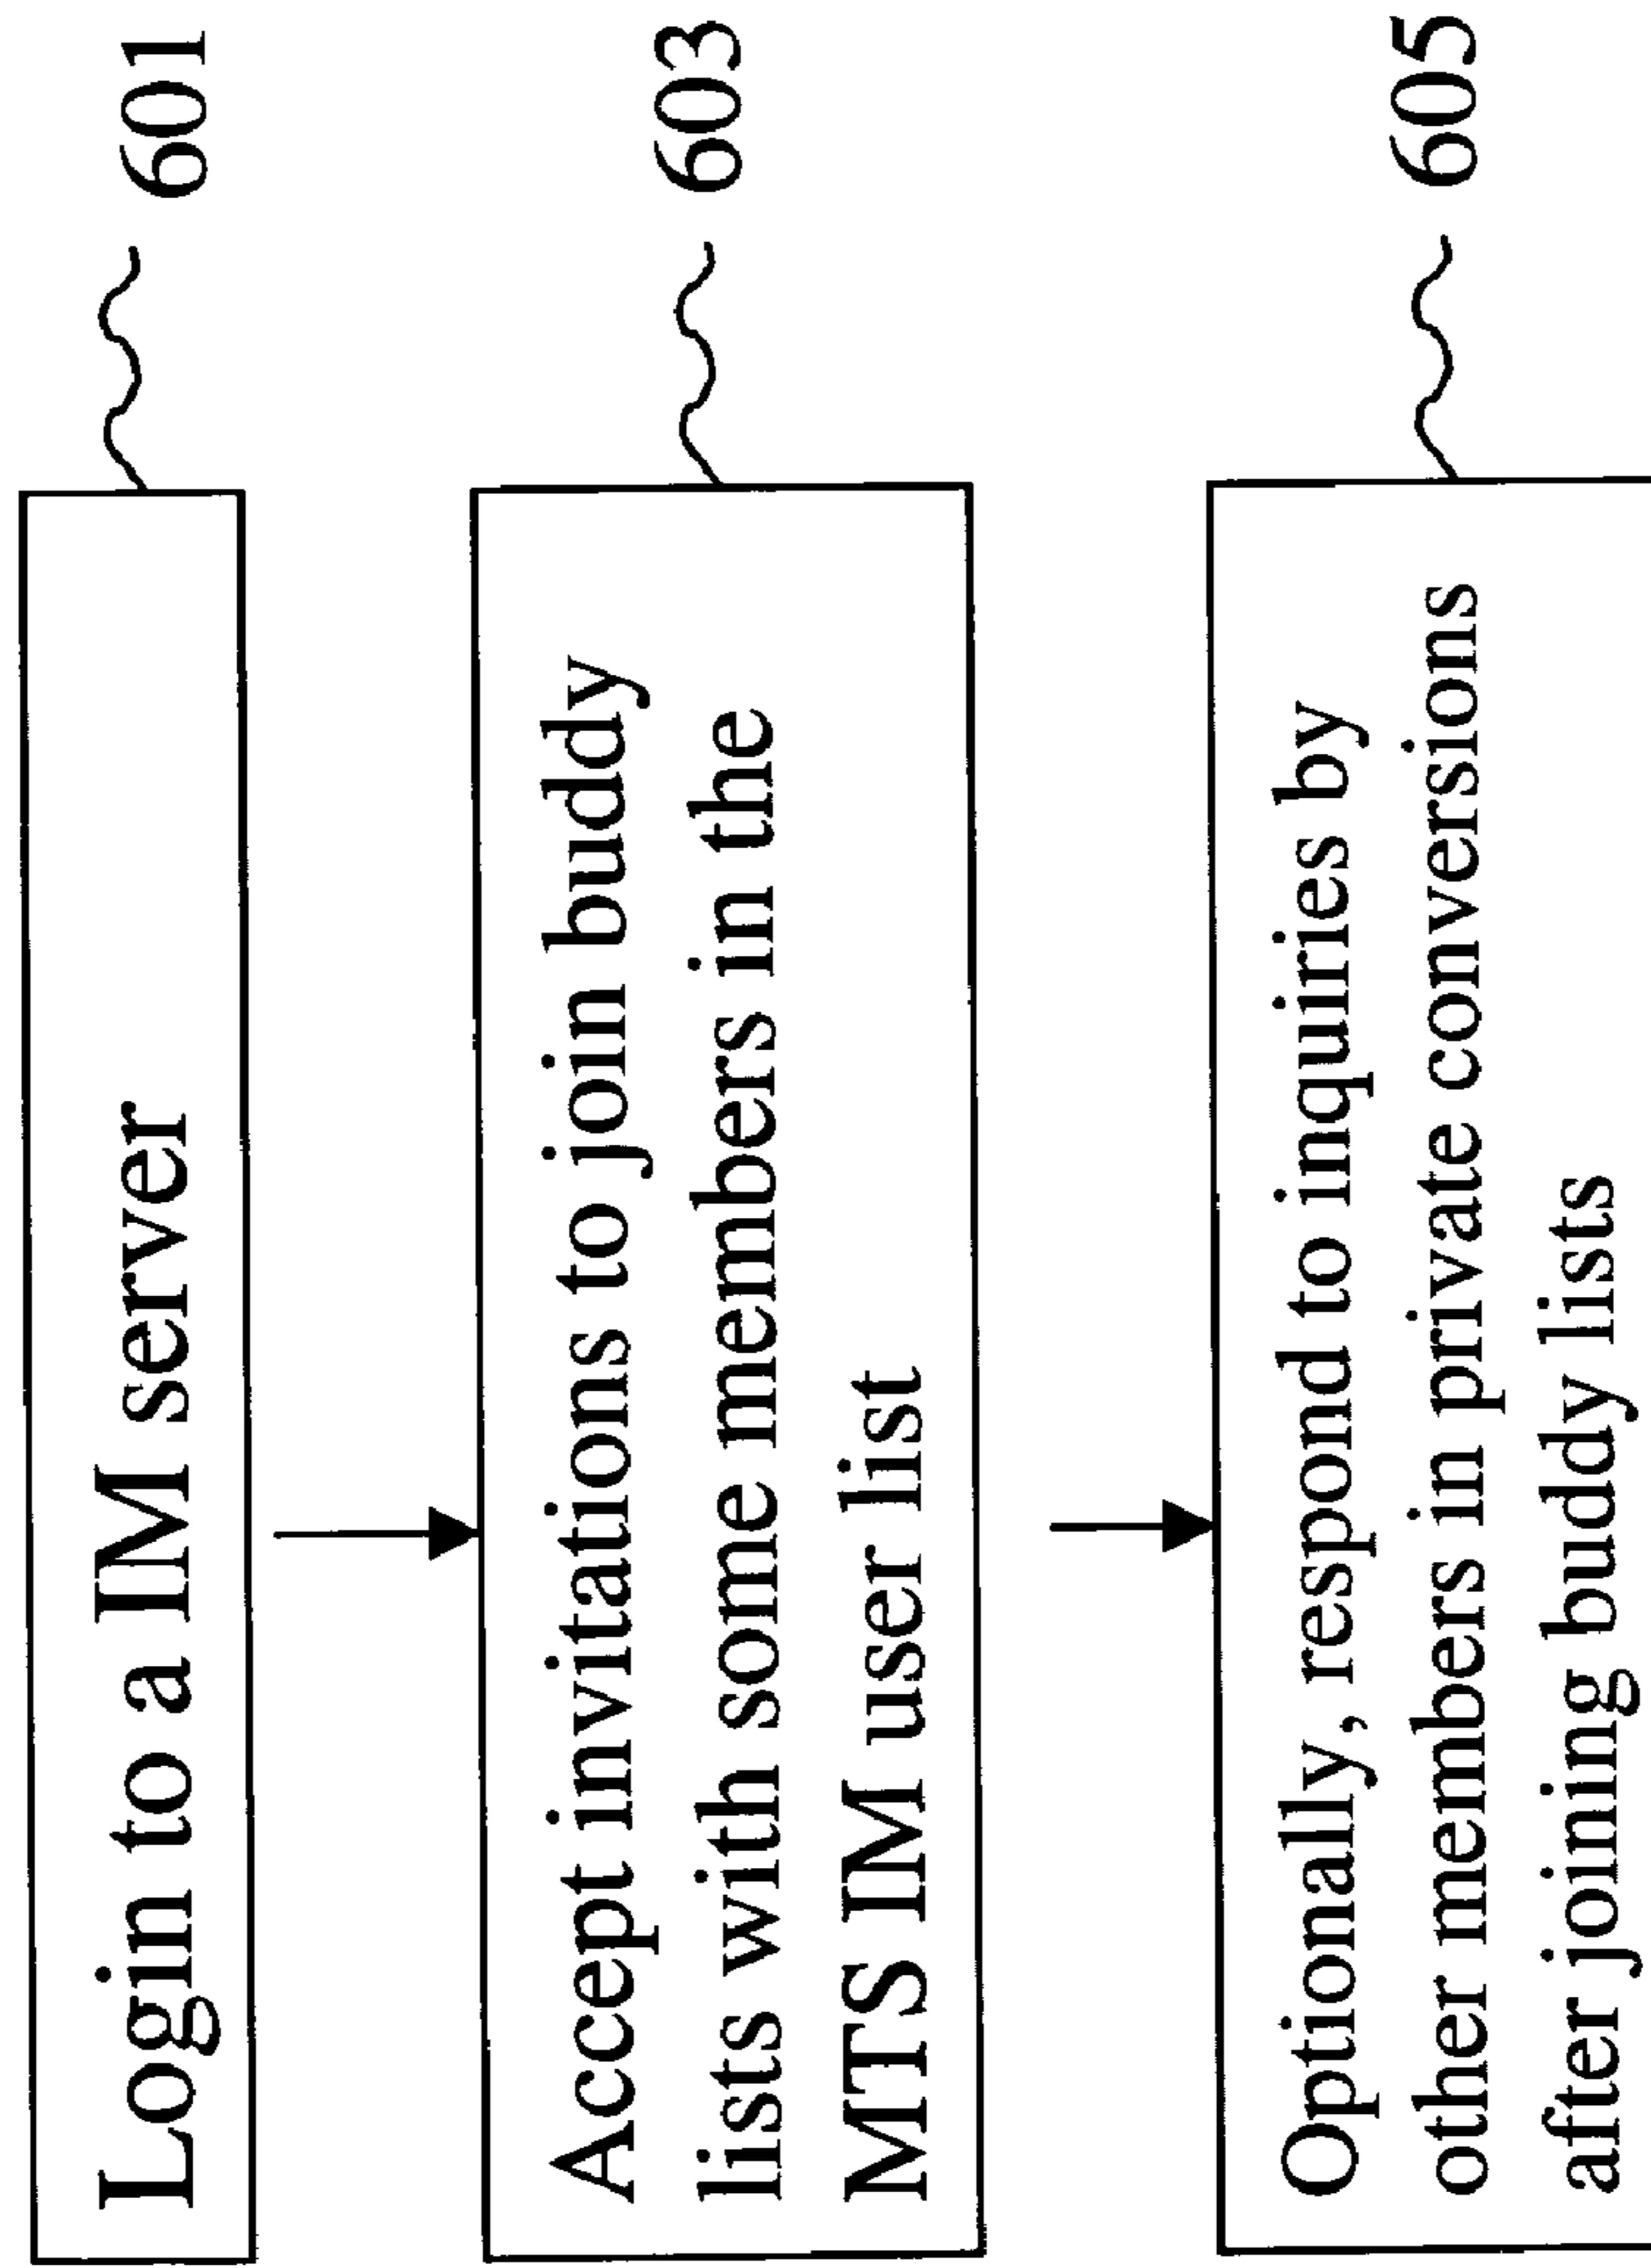 Login to a IM server
601
Accept invitations to join buddy
lists with some members in the
MTS IM user list
603
Optionally, respond to inquiries by
other members in private conversions
after joining buddy lists
605